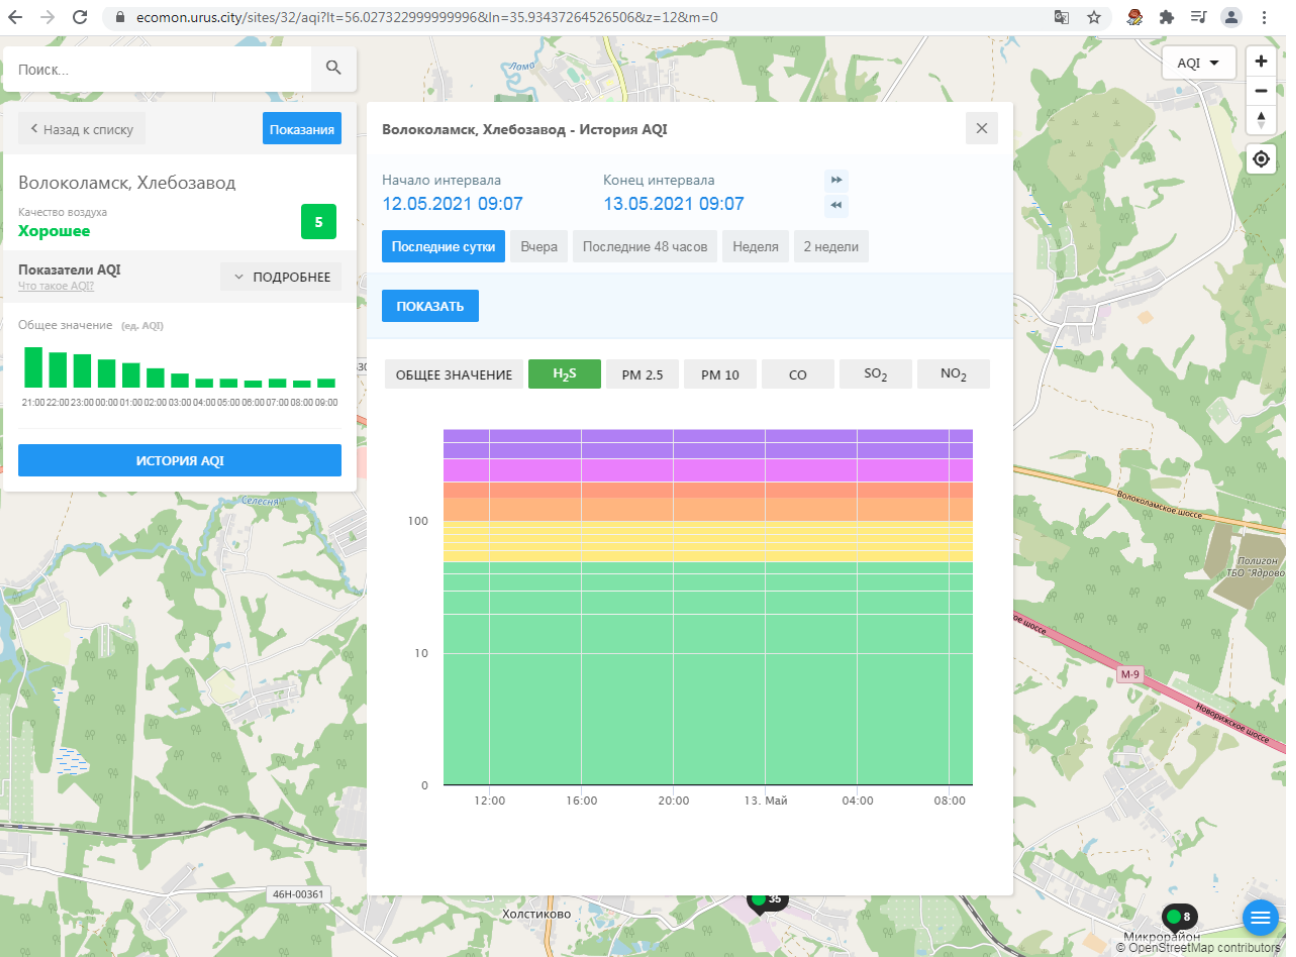 ecomon.urus.city/sites/32/aqi?lt=56.027322999999996&ln=35.93437264526506&z=12&m=0
Поиск...
AQI
Лама
Назад к списку
Показания
Волоколамск, Хлебозавод
Качество воздуха
Хорошее
5
Показатели AQI
Что такое AQI?
ПОДРОБНЕЕ
Общее значение (ед. AQI)
21:00 22:00 23:00 00:00 01:00 02:00 03:00 04:00 05:00 06:00 07:00 08:00 09:00
ИСТОРИЯ AQI
Волоколамск, Хлебозавод - История AQI
Начало интервала
12.05.2021 09:07
Конец интервала
13.05.2021 09:07
Последние сутки
Вчера
Последние 48 часов
Неделя
2 недели
ПОКАЗАТЬ
ОБЩЕЕ ЗНАЧЕНИЕ
H₂S
PM 2.5
PM 10
CO
SO₂
NO₂
100
10
0
12:00
16:00
20:00
13. Май
04:00
08:00
Селесня
Волоколамское шоссе
Полигон
ТБО "Ядрово
М-9
Новорижское шоссе
46Н-00361
Холстиково
35
8
Микрорайон
© OpenStreetMap contributors